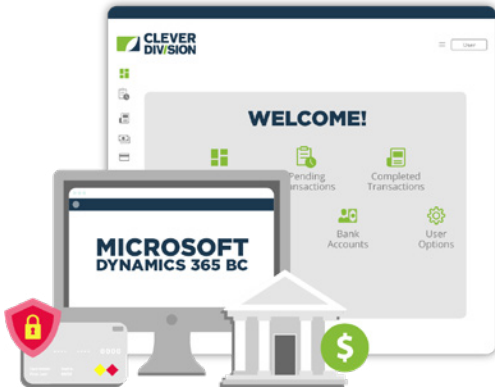 CLEVER
DIVISION
User
WELCOME!
Pending
Transactions
Completed
Transactions
Bank
Accounts
User
Options
MICROSOFT
DYNAMICS 365 BC
$